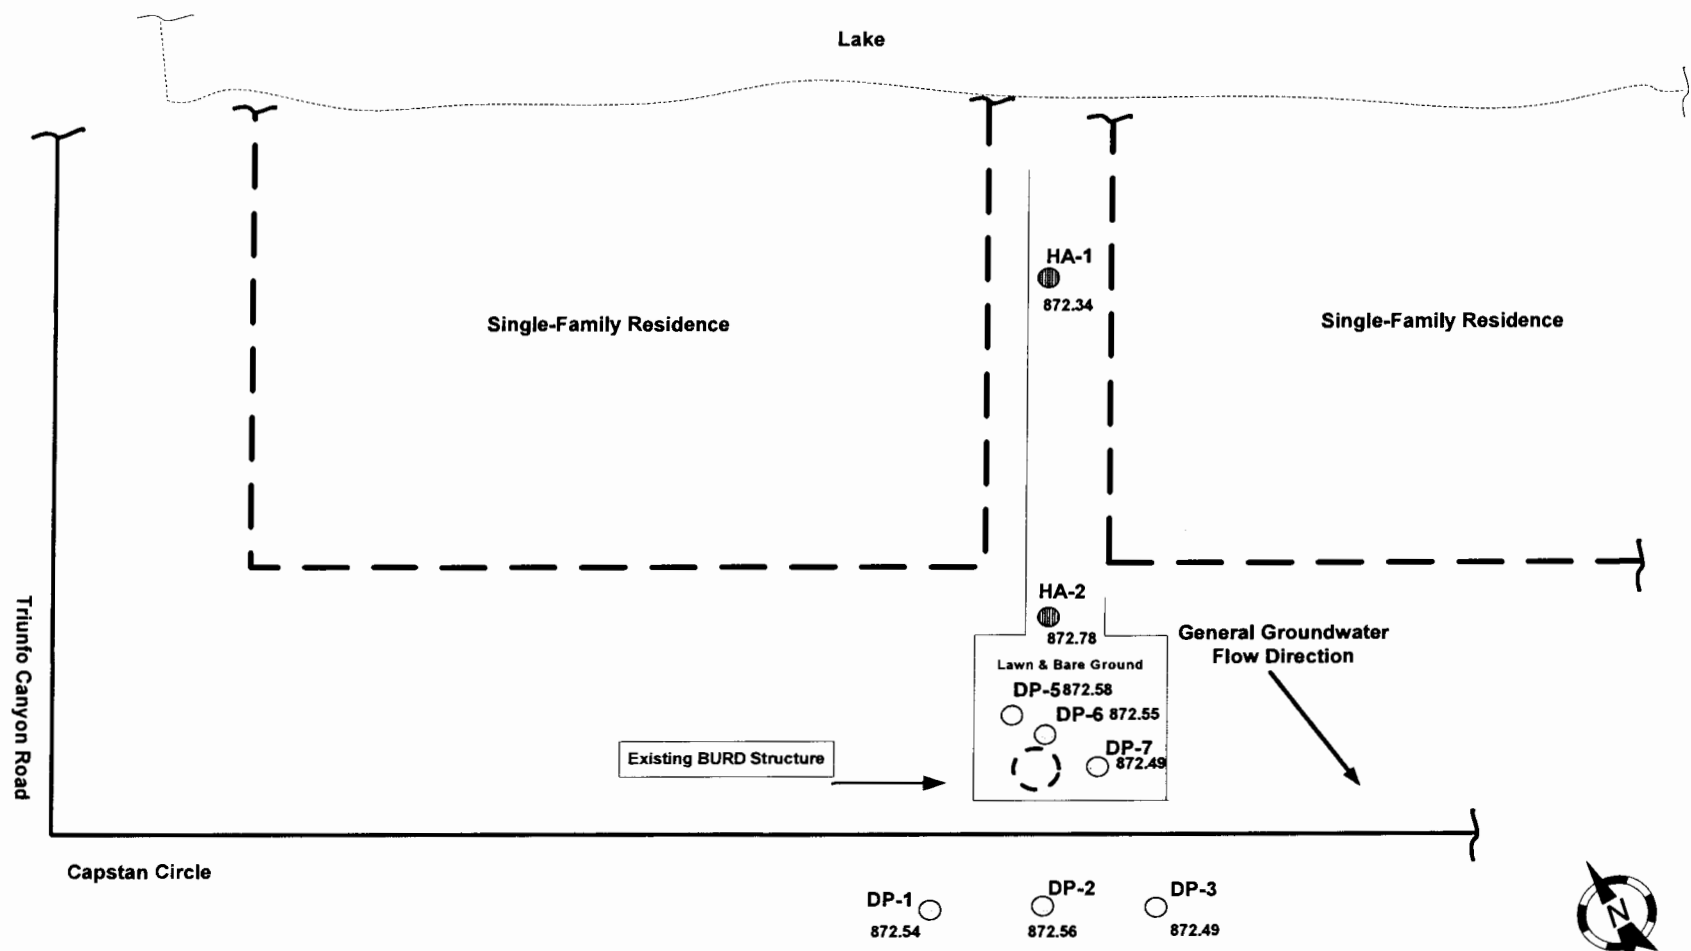 Lake
HA-1
872.34
Single-Family Residence
Single-Family Residence
HA-2
872.78
General Groundwater
Flow Direction
Lawn & Bare Ground
DP-5 872.58
DP-6 872.55
DP-7
872.49
Existing BURD Structure
Triunfo Canyon Road
Capstan Circle
DP-1
872.54
DP-2
872.56
DP-3
872.49
N